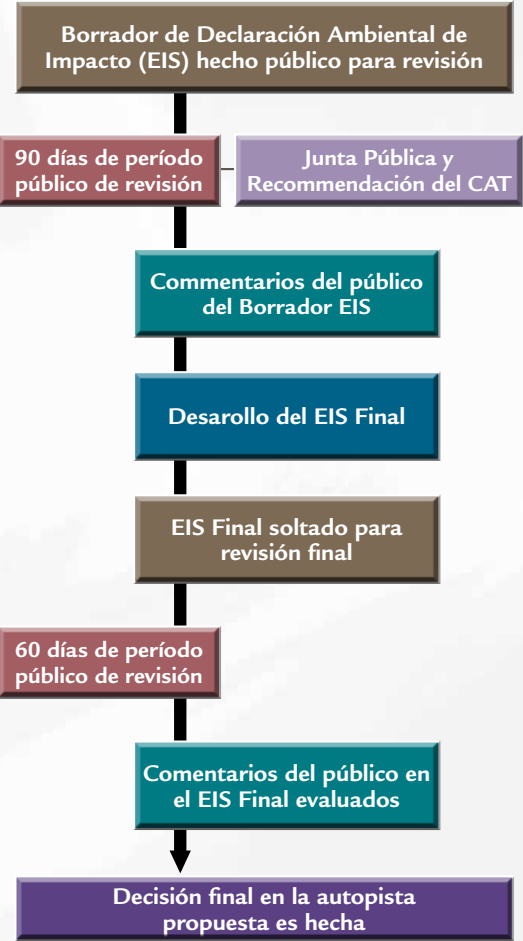 Borrador de Declaración Ambiental de
Impacto (EIS) hecho público para revisión
90 días de período
público de revisión
Junta Pública y
Recommendación del CAT
Commentarios del público
del Borrador EIS
Desarollo del EIS Final
EIS Final soltado para
revisión final
60 días de período
público de revisión
Comentarios del público en
el EIS Final evaluados
Decisión final en la autopista
propuesta es hecha